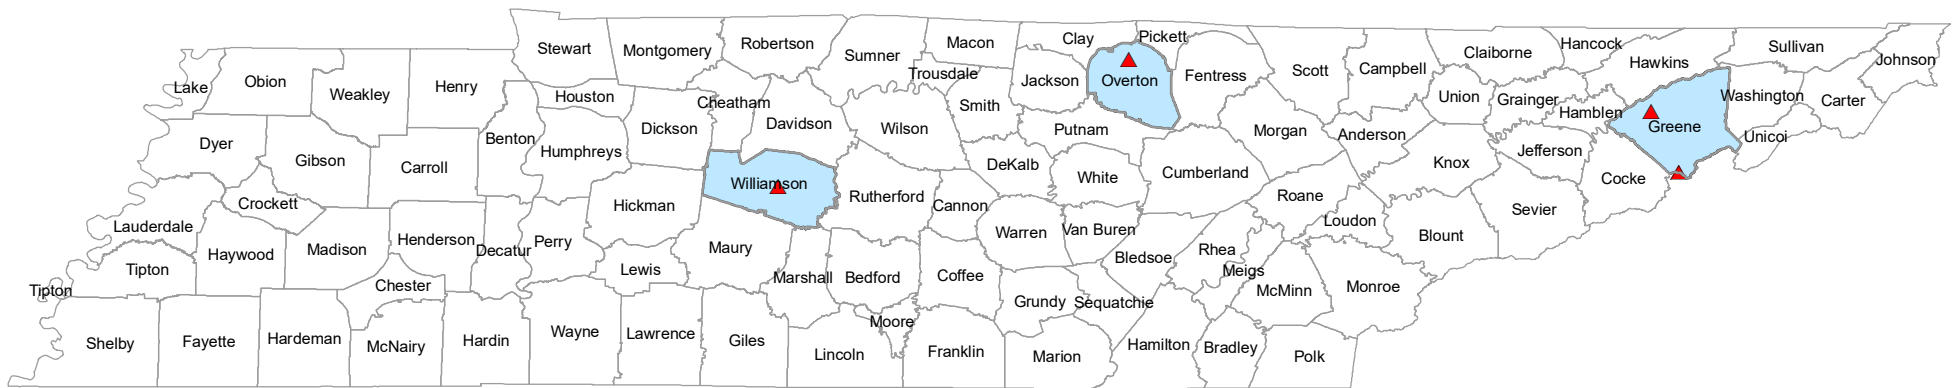 Stewart
Montgomery
Robertson
Sumner
Macon
Clay
Pickett
Claiborne
Hancock
Sullivan
Johnson
Lake
Obion
Weakley
Henry
Houston
Cheatham
Trousdale
Jackson
Overton
Fentress
Scott
Campbell
Hawkins
Washington
Carter
Dyer
Gibson
Carroll
Benton
Humphreys
Dickson
Davidson
Wilson
Smith
Putnam
Morgan
Anderson
Union
Grainger
Hamblen
Greene
Unicoi
Lauderdale
Crockett
Williamson
Rutherford
Cannon
DeKalb
White
Cumberland
Roane
Knox
Jefferson
Cocke
Tipton
Haywood
Madison
Henderson
Decatur
Perry
Hickman
Lewis
Maury
Marshall
Bedford
Coffee
Warren
Van Buren
Bledsoe
Rhea
Meigs
Loudon
Blount
Sevier
Tipton
Chester
Grundy
Sequatchie
McMinn
Monroe
Shelby
Fayette
Hardeman
McNairy
Hardin
Wayne
Lawrence
Giles
Moore
Lincoln
Franklin
Marion
Hamilton
Bradley
Polk